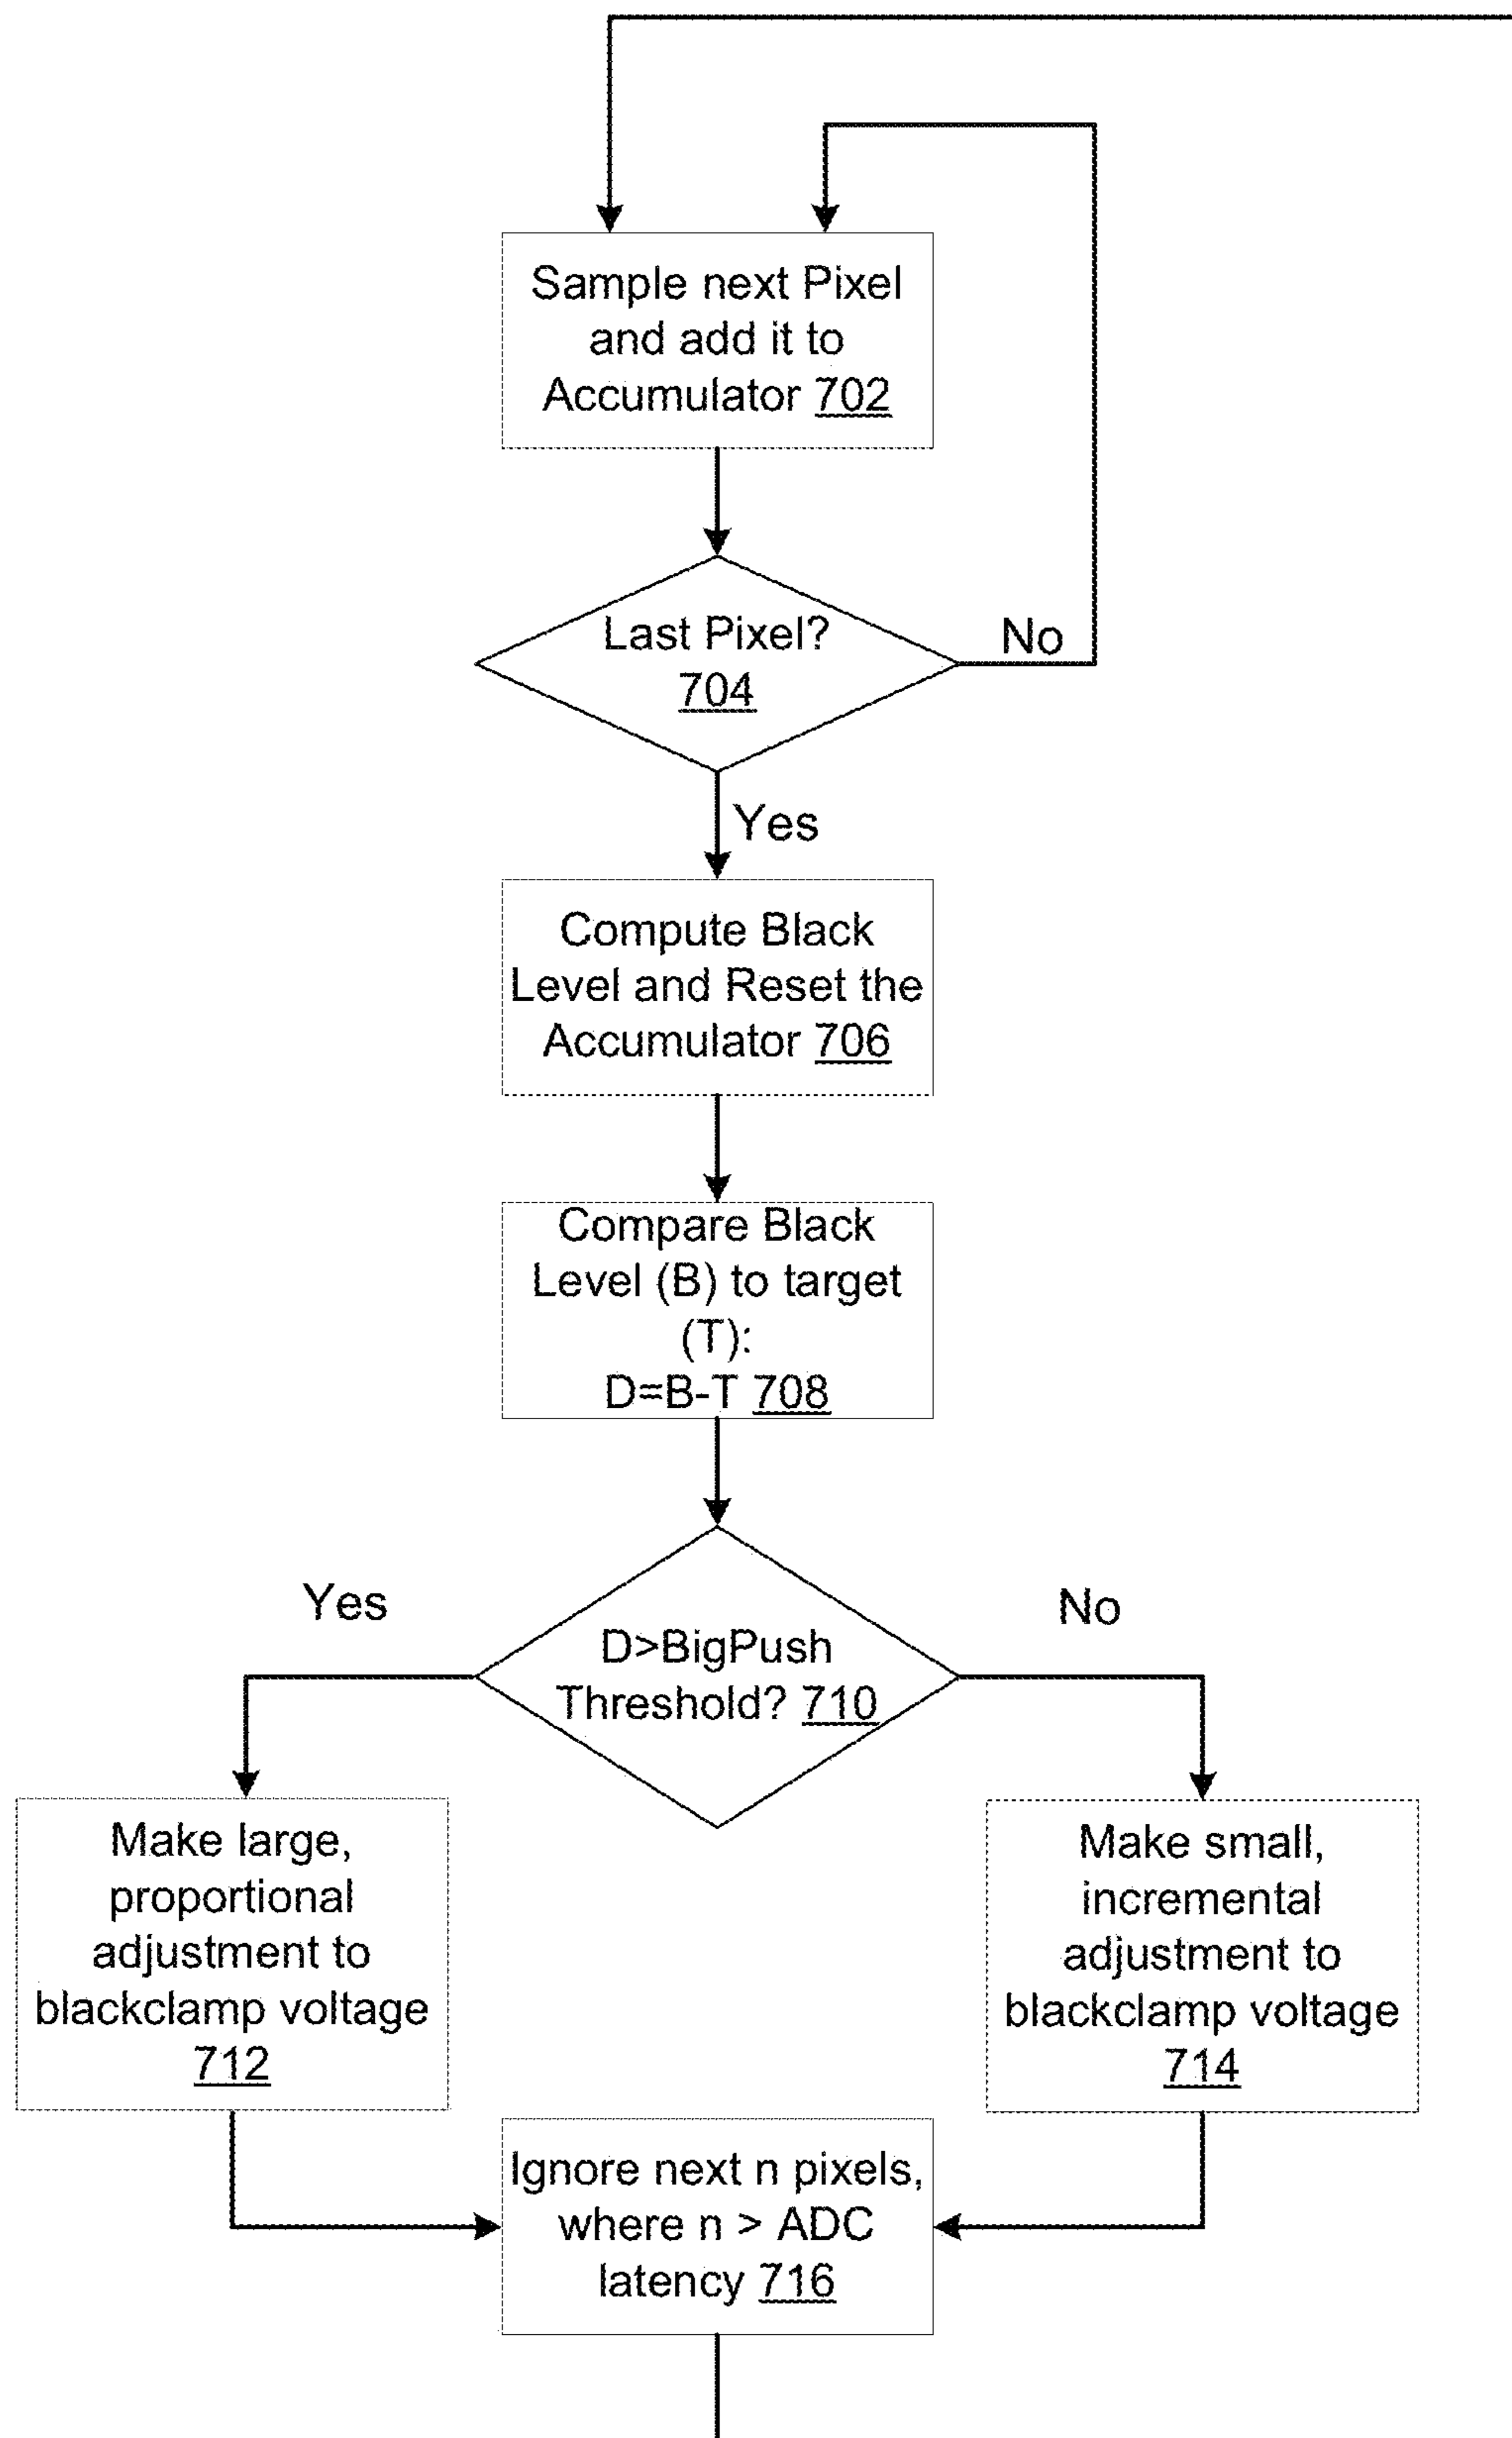 Sample next Pixel
and add it to
Accumulator 702
Last Pixel?
704
No
Yes
Compute Black
Level and Reset the
Accumulator 706
Compare Black
Level (B) to target
(T):
D=B-T 708
Yes
No
D>BigPush
Threshold? 710
Make large,
proportional
adjustment to
blackclamp voltage
712
Make small,
incremental
adjustment to
blackclamp voltage
714
Ignore next n pixels,
where n > ADC
latency 716